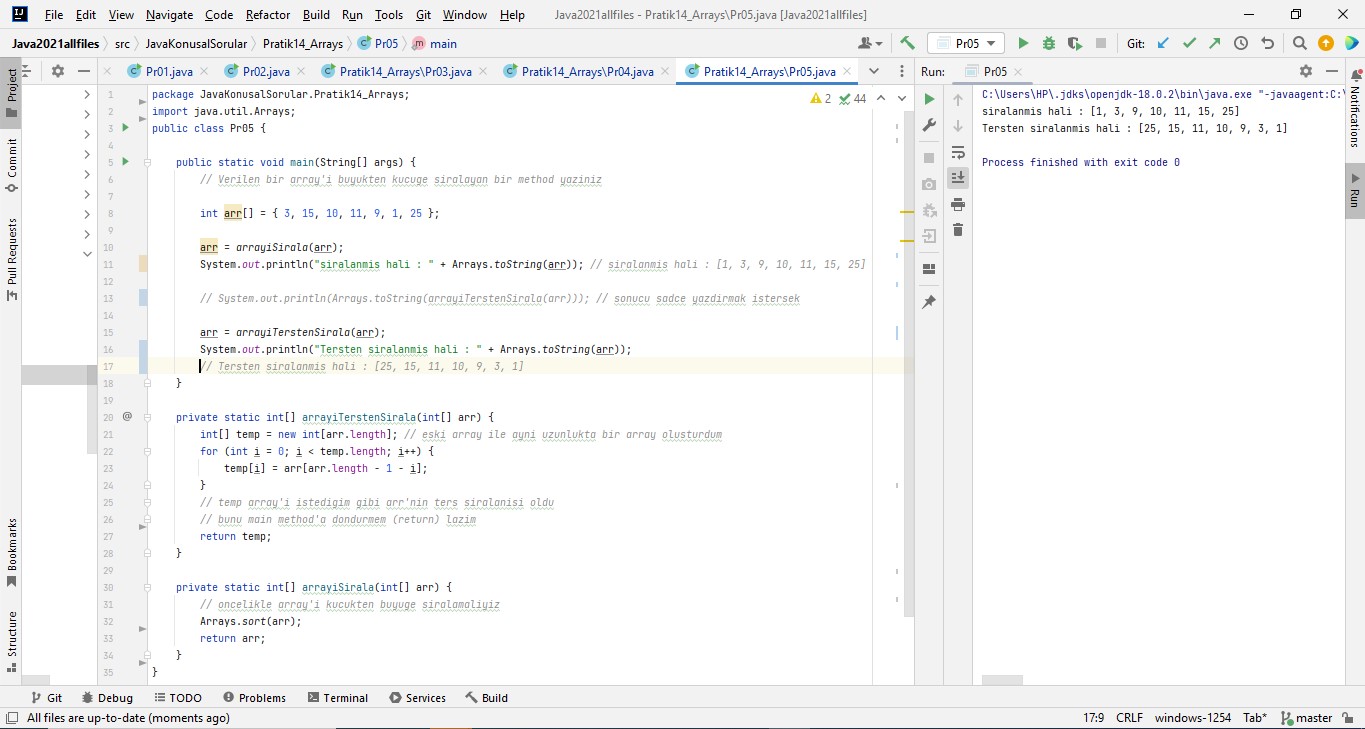 File Edit View Navigate Code Refactor Build Run Tools Git Window Help Java2021allfiles - Pratik14_Arrays\Pr05.java [Java2021allfiles]
Java2021allfiles src JavaKonusalSorular Pratik14_Arrays Pr05 main Pr05 Git:
Pr01.java Pr02.java Pratik14_Arrays\Pr03.java Pratik14_Arrays\Pr04.java Pratik14_Arrays\Pr05.java Run: Pr05
Project
Commit
Pull Requests
Bookmarks
Structure
2 44
1 package JavaKonusalSorular.Pratik14_Arrays;
2 import java.util.Arrays;
3 public class Pr05 {
4
5 public static void main(String[] args) {
6 // Verilen bir array'i buyukten kucuge siralayan bir method yaziniz
7
8 int arr[] = { 3, 15, 10, 11, 9, 1, 25 };
9
10 arr = arrayiSirala(arr);
11 System.out.println("siralanmis hali : " + Arrays.toString(arr)); // siralanmis hali : [1, 3, 9, 10, 11, 15, 25]
12
13 // System.out.println(Arrays.toString(arrayiTerstenSirala(arr))); // sonucu sadce yazdirmak istersek
14
15 arr = arrayiTerstenSirala(arr);
16 System.out.println("Tersten siralanmis hali : " + Arrays.toString(arr));
17 // Tersten siralanmis hali : [25, 15, 11, 10, 9, 3, 1]
18 }
19
20 @ private static int[] arrayiTerstenSirala(int[] arr) {
21 int[] temp = new int[arr.length]; // eski array ile ayni uzunlukta bir array olusturdum
22 for (int i = 0; i < temp.length; i++) {
23 temp[i] = arr[arr.length - 1 - i];
24 }
25 // temp array'i istedigim gibi arr'nin ters siralanisi oldu
26 // bunu main method'a dondurmem (return) lazim
27 return temp;
28 }
29
30 private static int[] arrayiSirala(int[] arr) {
31 // oncelikle array'i kucukten buyuge siralamaliyiz
32 Arrays.sort(arr);
33 return arr;
34 }
35 }
C:\Users\HP\.jdks\openjdk-18.0.2\bin\java.exe "-javaagent:C:\
siralanmis hali : [1, 3, 9, 10, 11, 15, 25]
Tersten siralanmis hali : [25, 15, 11, 10, 9, 3, 1]
Process finished with exit code 0
Notifications
Run
Git Debug TODO Problems Terminal Services Build
All files are up-to-date (moments ago) 17:9 CRLF windows-1254 Tab* master